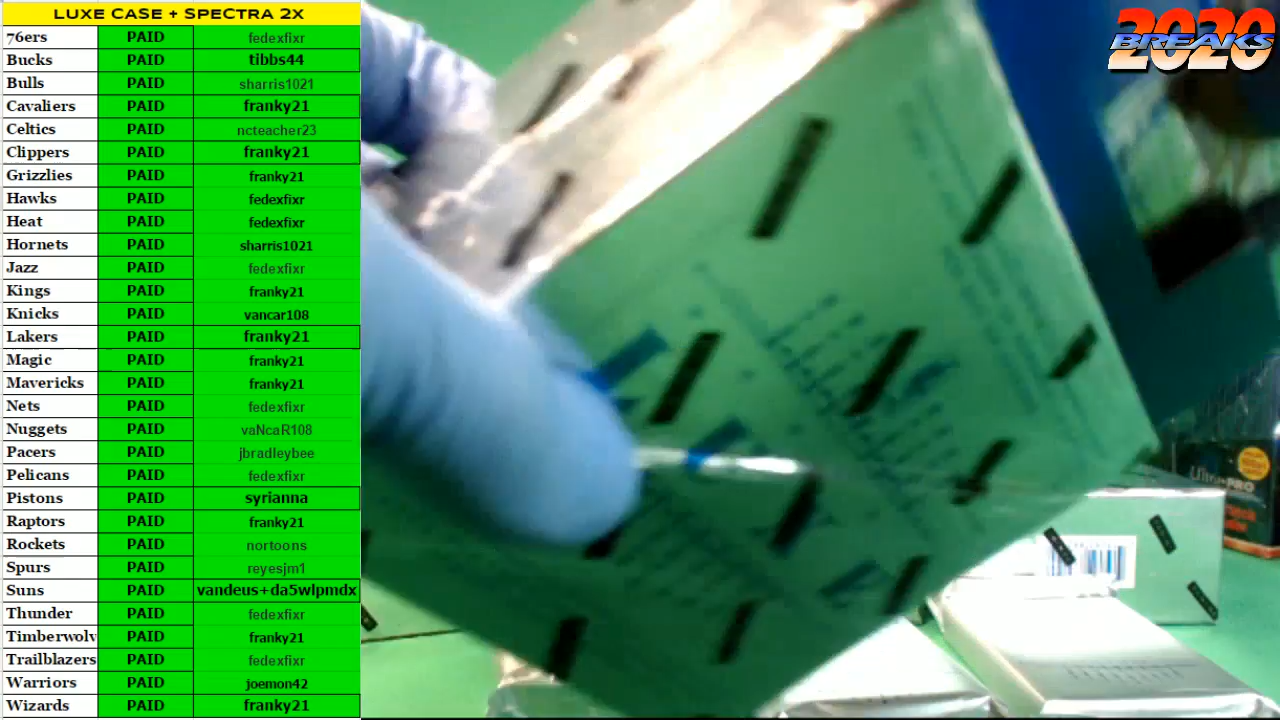 LUXE CASE + SPECTRA 2X
76ers PAID fedexfixr
Bucks PAID tibbs44
Bulls PAID sharris1021
Cavaliers PAID franky21
Celtics PAID ncteacher23
Clippers PAID franky21
Grizzlies PAID franky21
Hawks PAID fedexfixr
Heat PAID fedexfixr
Hornets PAID sharris1021
Jazz PAID fedexfixr
Kings PAID franky21
Knicks PAID vancar108
Lakers PAID franky21
Magic PAID franky21
Mavericks PAID franky21
Nets PAID fedexfixr
Nuggets PAID vaNcaR108
Pacers PAID jbradleybee
Pelicans PAID fedexfixr
Pistons PAID syrianna
Raptors PAID franky21
Rockets PAID nortoons
Spurs PAID reyesjm1
Suns PAID vandeus+da5wlpmdx
Thunder PAID fedexfixr
Timberwolv PAID franky21
Trailblazers PAID fedexfixr
Warriors PAID joemon42
Wizards PAID franky21
2020
BREAKS
Ultra PRO